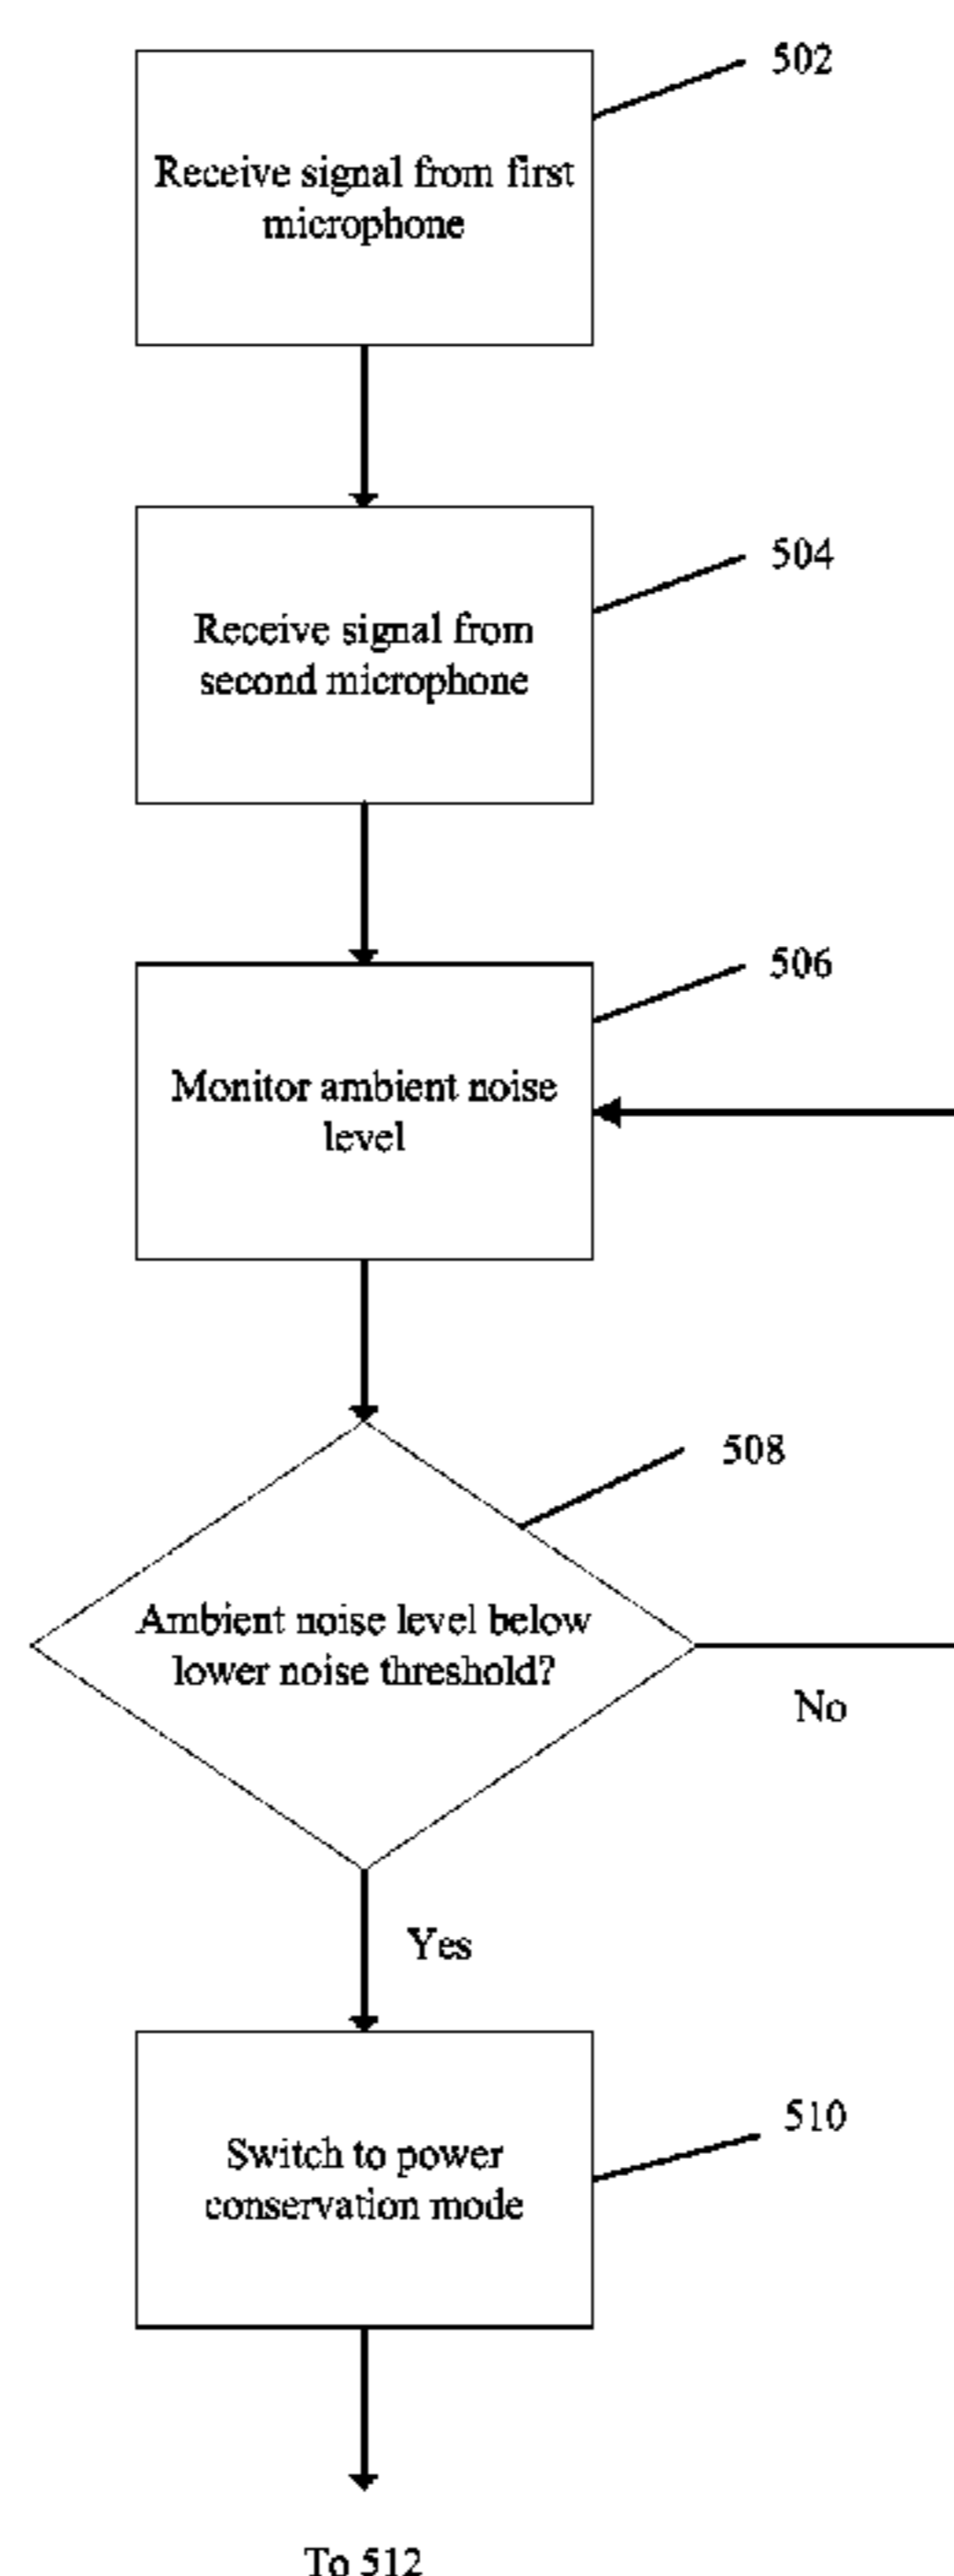 502
Receive signal from first
microphone
504
Receive signal from
second microphone
506
Monitor ambient noise
level
508
Ambient noise level below
lower noise threshold?
No
Yes
510
Switch to power
conservation mode
To 512